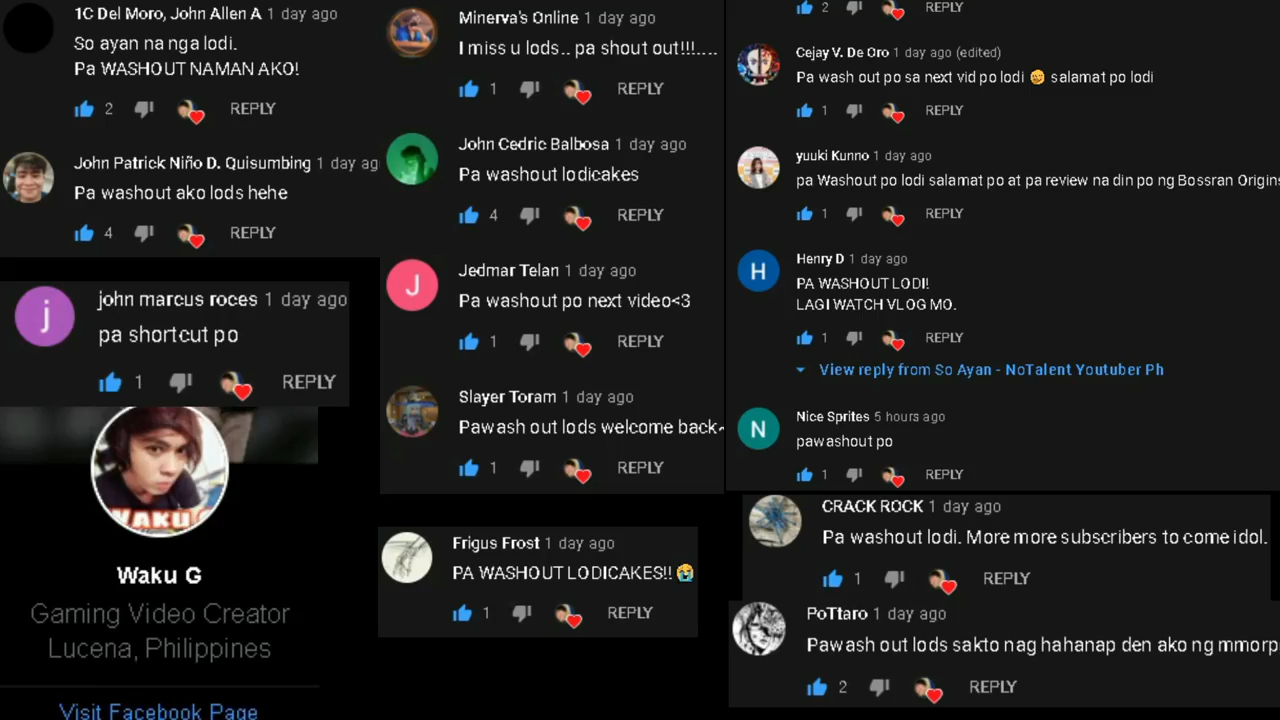 1C Del Moro, John Allen A 1 day ago
So ayan na nga lodi.
Pa WASHOUT NAMAN AKO!
2 REPLY
John Patrick Niño D. Quisumbing 1 day ag
Pa washout ako lods hehe
4 REPLY
j
john marcus roces 1 day ago
pa shortcut po
1 REPLY
WAKU G
Waku G
Gaming Video Creator
Lucena, Philippines
Visit Facebook Page
Minerva's Online 1 day ago
I miss u lods.. pa shout out!!!....
1 REPLY
John Cedric Balbosa 1 day ago
Pa washout lodicakes
4 REPLY
J
Jedmar Telan 1 day ago
Pa washout po next video<3
1 REPLY
Slayer Toram 1 day ago
Pawash out lods welcome back~
1 REPLY
Frigus Frost 1 day ago
PA WASHOUT LODICAKES!! 😭
1 REPLY
2 REPLY
Cejay V. De Oro 1 day ago (edited)
Pa wash out po sa next vid po lodi 😊 salamat po lodi
1 REPLY
yuuki Kunno 1 day ago
pa Washout po lodi salamat po at pa review na din po ng Bossran Origins
1 REPLY
H
Henry D 1 day ago
PA WASHOUT LODI!
LAGI WATCH VLOG MO.
1 REPLY
View reply from So Ayan - NoTalent Youtuber Ph
N
Nice Sprites 5 hours ago
pawashout po
1 REPLY
CRACK ROCK 1 day ago
Pa washout lodi. More more subscribers to come idol.
1 REPLY
PoTtaro 1 day ago
Pawash out lods sakto nag hahanap den ako ng mmorp
2 REPLY